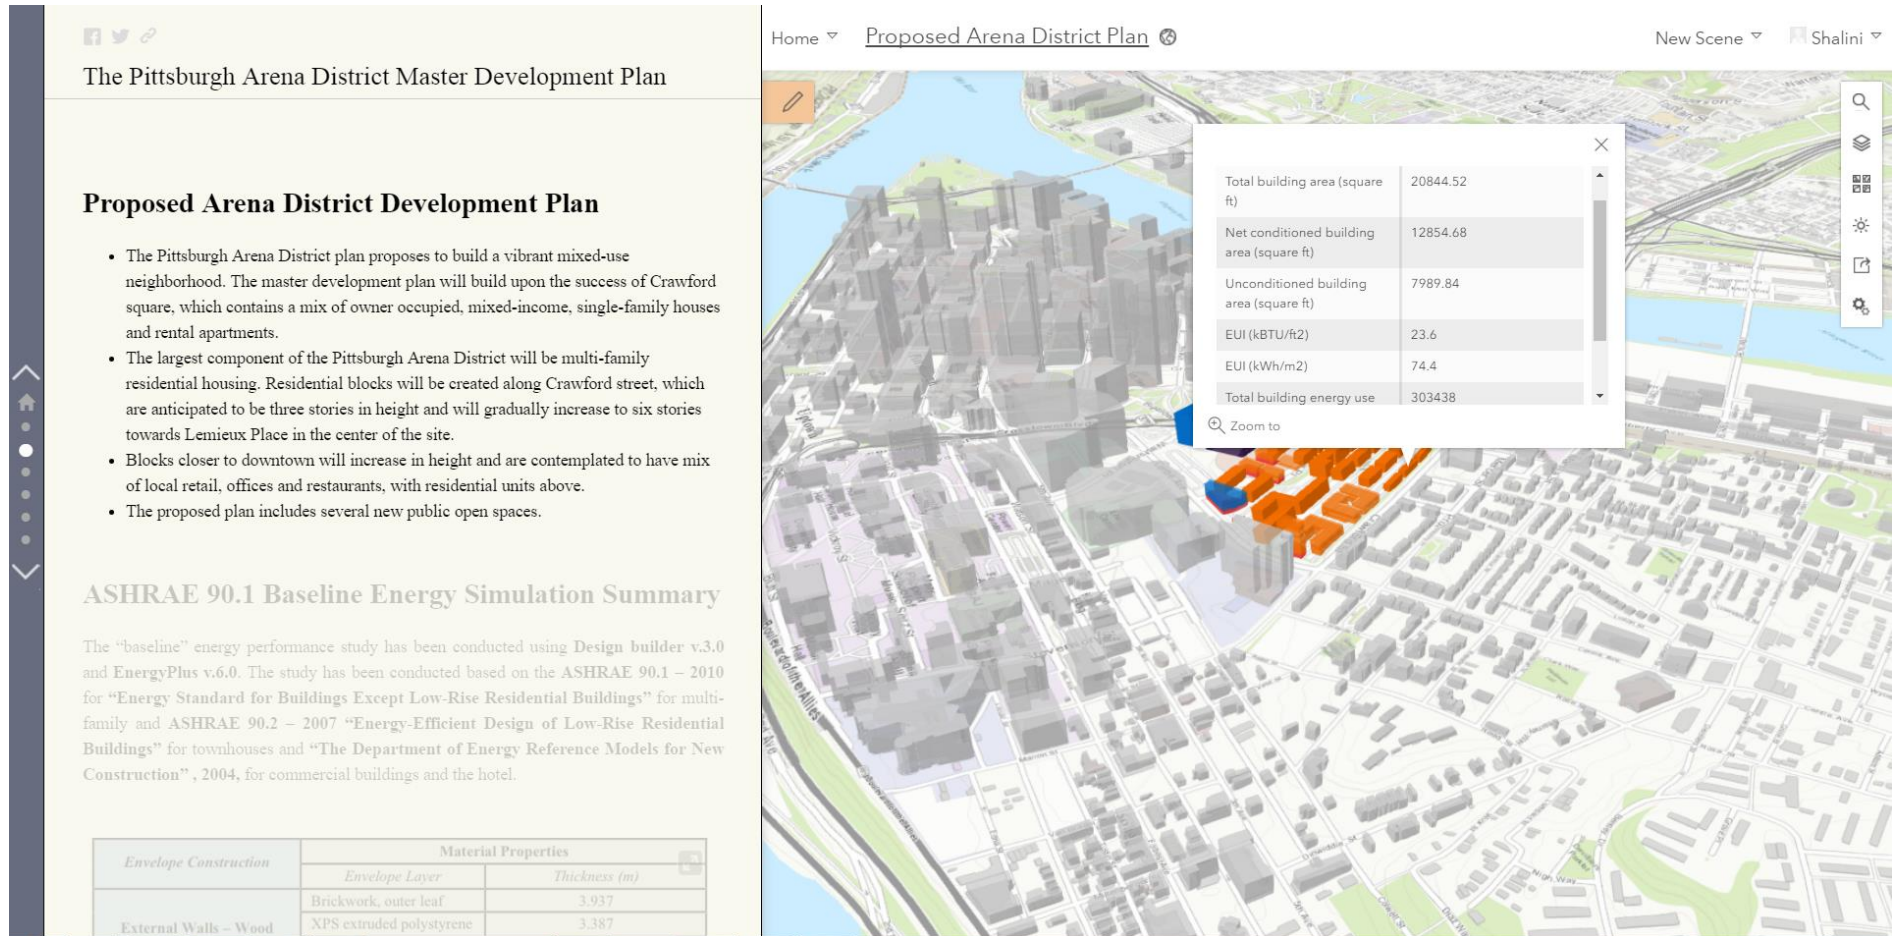 The Pittsburgh Arena District Master Development Plan
Proposed Arena District Development Plan
• The Pittsburgh Arena District plan proposes to build a vibrant mixed-use
neighborhood. The master development plan will build upon the success of Crawford
square, which contains a mix of owner occupied, mixed-income, single-family houses
and rental apartments.
• The largest component of the Pittsburgh Arena District will be multi-family
residential housing. Residential blocks will be created along Crawford street, which
are anticipated to be three stories in height and will gradually increase to six stories
towards Lemieux Place in the center of the site.
• Blocks closer to downtown will increase in height and are contemplated to have mix
of local retail, offices and restaurants, with residential units above.
• The proposed plan includes several new public open spaces.
ASHRAE 90.1 Baseline Energy Simulation Summary
The “baseline” energy performance study has been conducted using Design builder v.3.0
and EnergyPlus v.6.0. The study has been conducted based on the ASHRAE 90.1 – 2010
for “Energy Standard for Buildings Except Low-Rise Residential Buildings” for multi-
family and ASHRAE 90.2 – 2007 “Energy-Efficient Design of Low-Rise Residential
Buildings” for townhouses and “The Department of Energy Reference Models for New
Construction” , 2004, for commercial buildings and the hotel.
Envelope Construction
Material Properties
Envelope Layer Thickness (m)
Brickwork, outer leaf 3.937
External Walls – Wood
XPS extruded polystyrene 3.387
Home Proposed Arena District Plan New Scene Shalini
Total building area (square
ft) 20844.52
Net conditioned building
area (square ft) 12854.68
Unconditioned building
area (square ft) 7989.84
EUI (kBTU/ft2) 23.6
EUI (kWh/m2) 74.4
Total building energy use 303438
Zoom to
Boulevard of the Allies